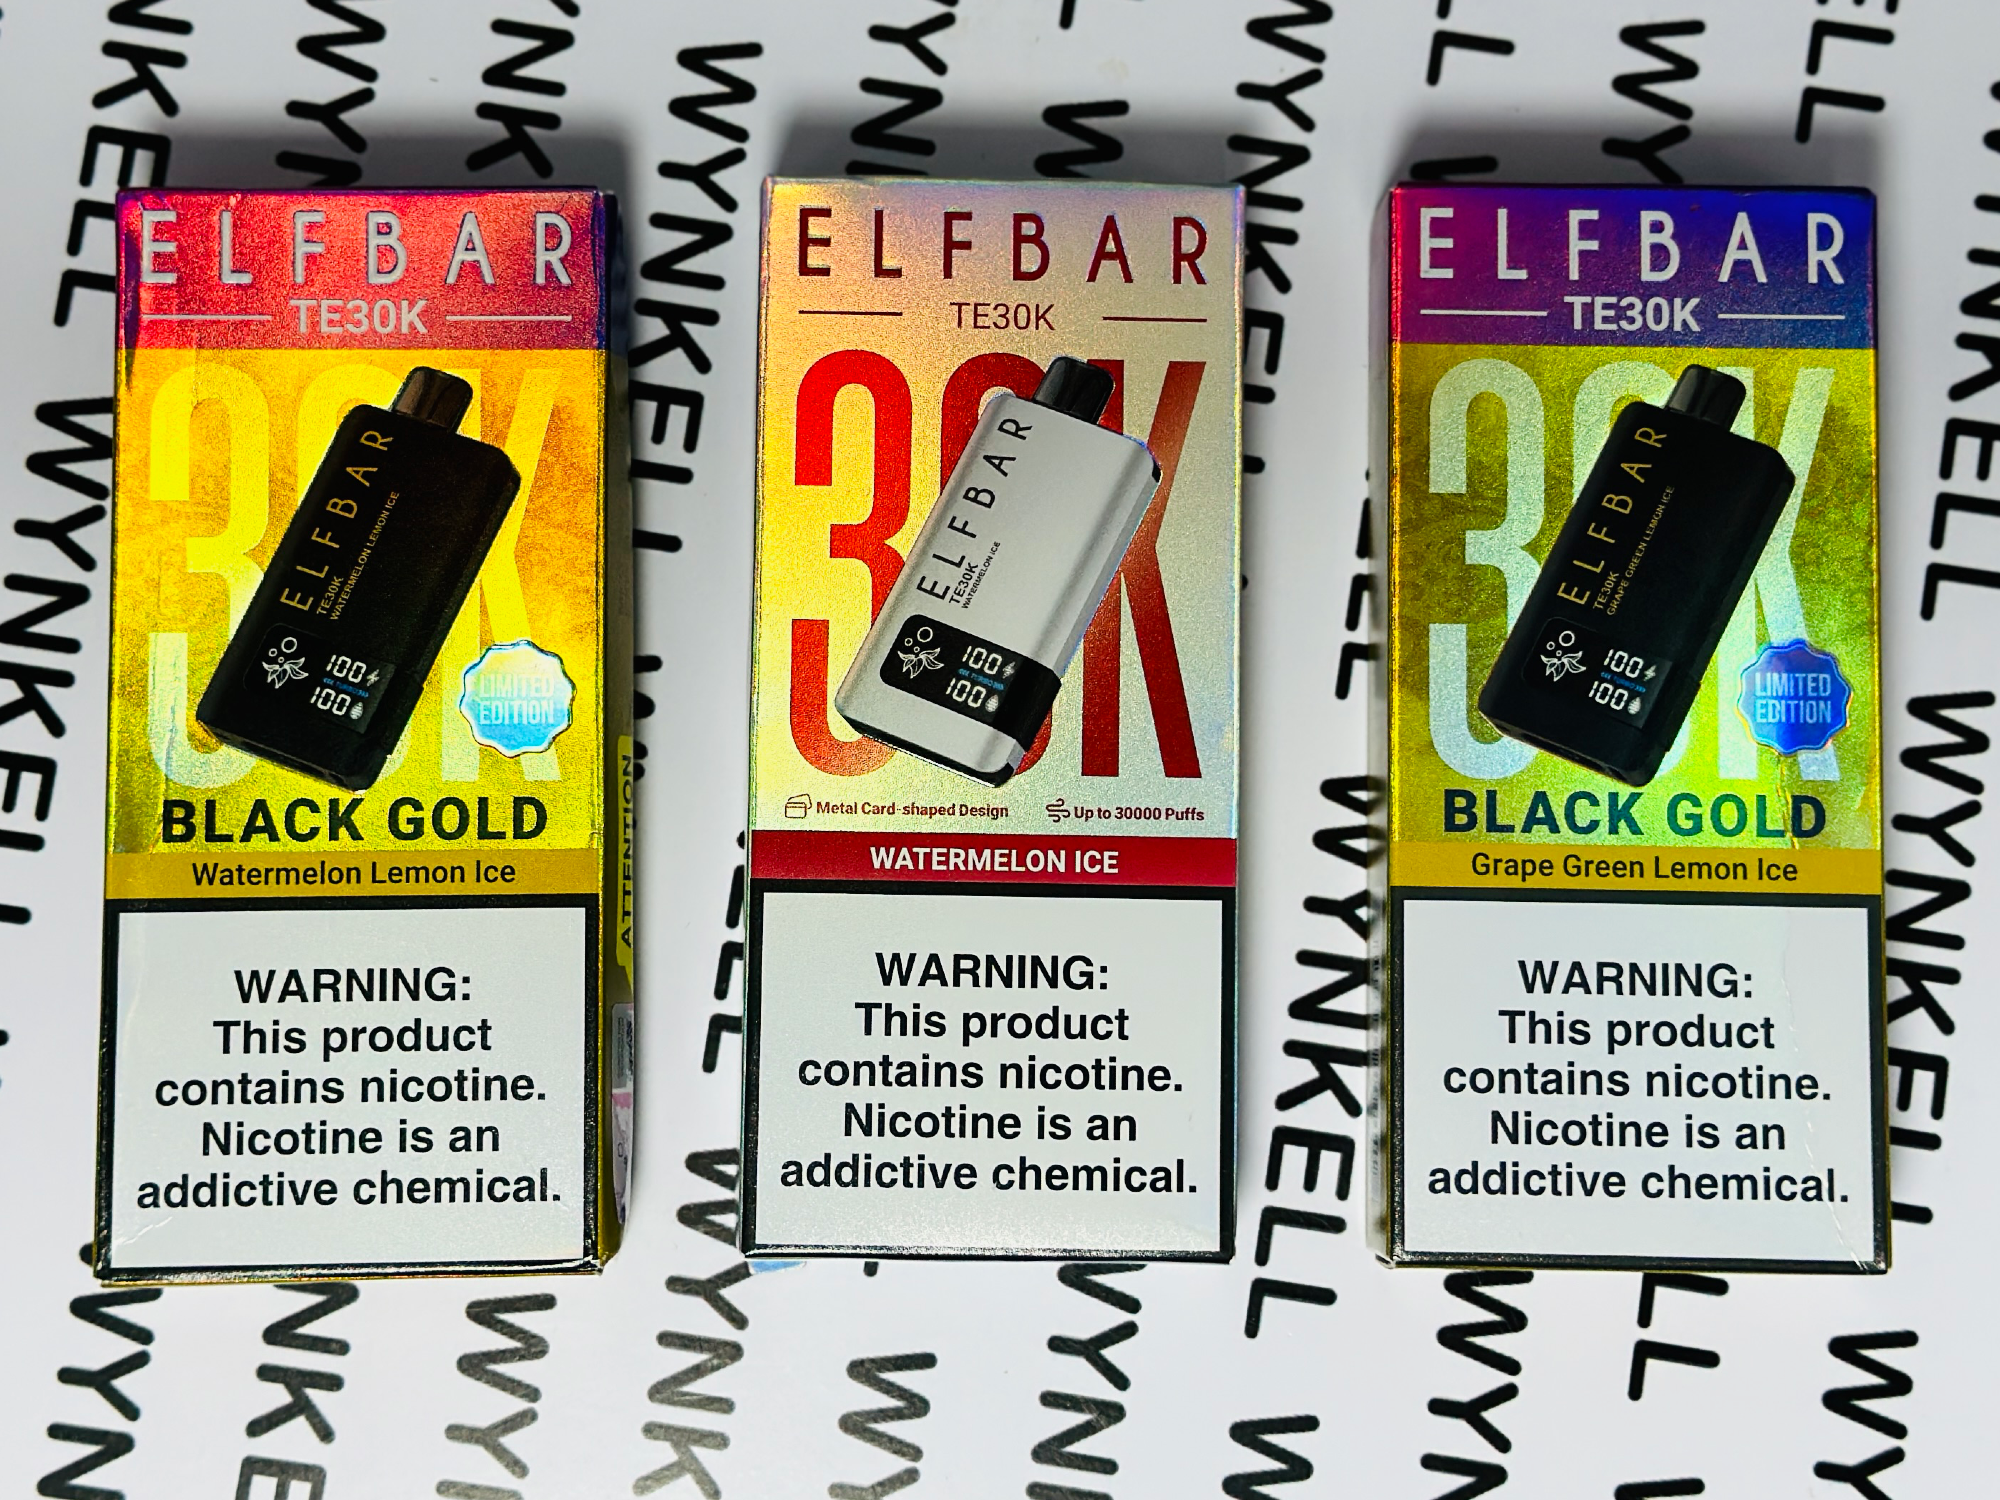 ELFBAR
TE30K
30K
ELFBAR
TE30K
WATERMELON LEMON ICE
100
100
LIMITED
EDITION
BLACK GOLD
Watermelon Lemon Ice
WARNING:
This product
contains nicotine.
Nicotine is an
addictive chemical.
ATTENTION
ELFBAR
TE30K
30K
ELFBAR
TE30K
WATERMELON ICE
100
100
Metal Card-shaped Design
Up to 30000 Puffs
WATERMELON ICE
WARNING:
This product
contains nicotine.
Nicotine is an
addictive chemical.
ELFBAR
TE30K
30K
ELFBAR
TE30K
GRAPE GREEN LEMON ICE
100
100
LIMITED
EDITION
BLACK GOLD
Grape Green Lemon Ice
WARNING:
This product
contains nicotine.
Nicotine is an
addictive chemical.
WYNKELL
WYNKELL
WYNKELL
WYNKELL